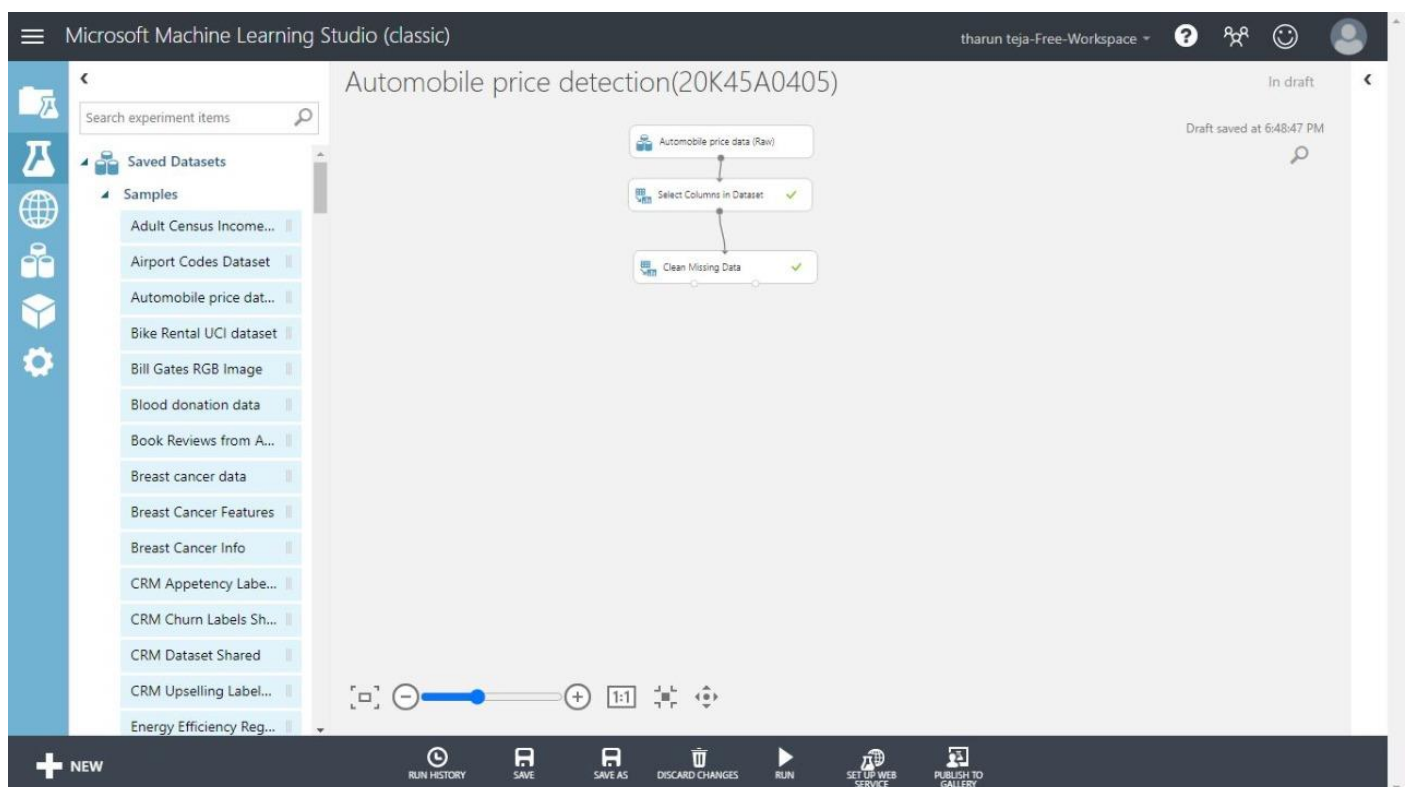 Microsoft Machine Learning Studio (classic)
tharun teja-Free-Workspace
?
Search experiment items
Saved Datasets
Samples
Adult Census Income...
Airport Codes Dataset
Automobile price dat...
Bike Rental UCI dataset
Bill Gates RGB Image
Blood donation data
Book Reviews from A...
Breast cancer data
Breast Cancer Features
Breast Cancer Info
CRM Appetency Labe...
CRM Churn Labels Sh...
CRM Dataset Shared
CRM Upselling Label...
Energy Efficiency Reg...
Automobile price detection(20K45A0405)
In draft
Draft saved at 6:48:47 PM
Automobile price data (Raw)
Select Columns in Dataset
Clean Missing Data
1:1
NEW
RUN HISTORY
SAVE
SAVE AS
DISCARD CHANGES
RUN
SET UP WEB
SERVICE
PUBLISH TO
GALLERY